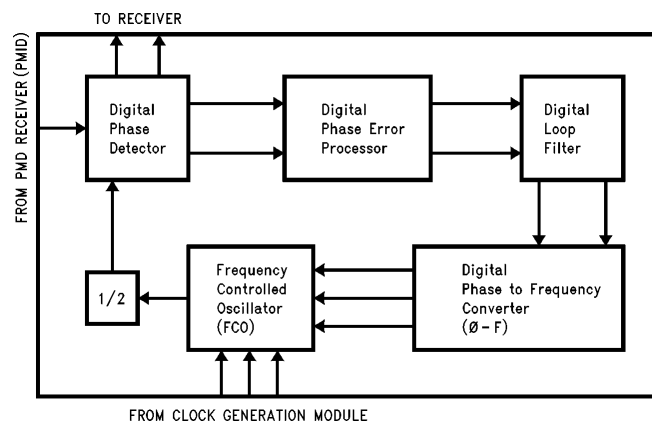 TO RECEIVER
FROM PMD RECEIVER (PMID)
Digital
Phase
Detector
Digital
Phase Error
Processor
Digital
Loop
Filter
1/2
Frequency
Controlled
Oscillator
(FCO)
Digital
Phase to Frequency
Converter
(Ø-F)
FROM CLOCK GENERATION MODULE